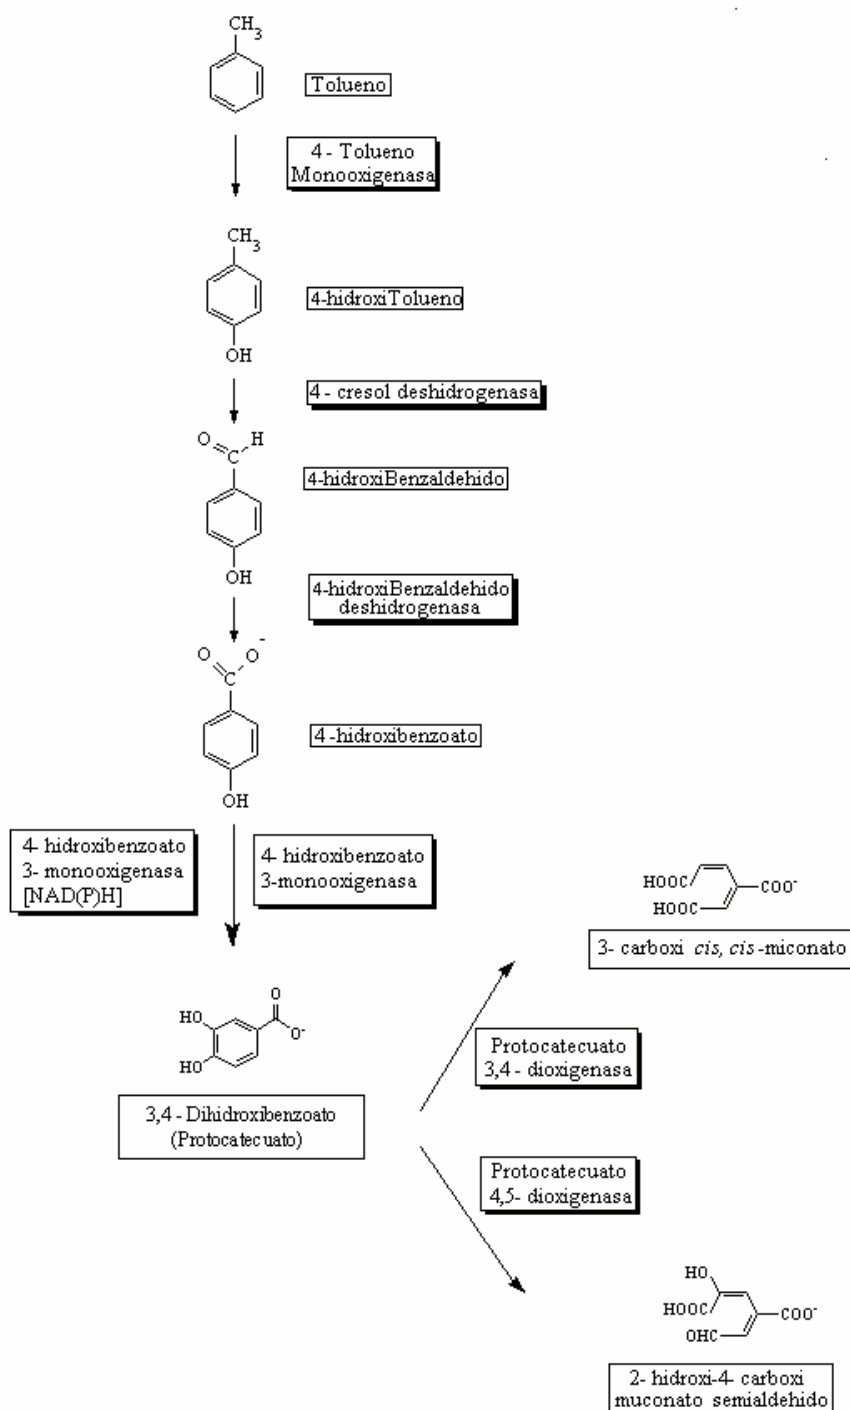 CH3
Tolueno
4 - Tolueno
Monooxigenasa
CH3
4-hidroxiTolueno
OH
4 - cresol deshidrogenasa
O
H
C
4-hidroxiBenzaldehido
OH
4-hidroxiBenzaldehido
deshidrogenasa
O
O-
C
4 -hidroxibenzoato
OH
4- hidroxibenzoato
3- monooxigenasa
[NAD(P)H]
4- hidroxibenzoato
3-monooxigenasa
HOOC
COO-
HOOC
3- carboxi cis, cis-miconato
O
HO
O-
HO
3,4 - Dihidroxibenzoato
(Protocatecuato)
Protocatecuato
3,4 - dioxigenasa
Protocatecuato
4,5- dioxigenasa
HO
HOOC
COO-
OHC
2- hidroxi-4- carboxi
muconato semialdehido